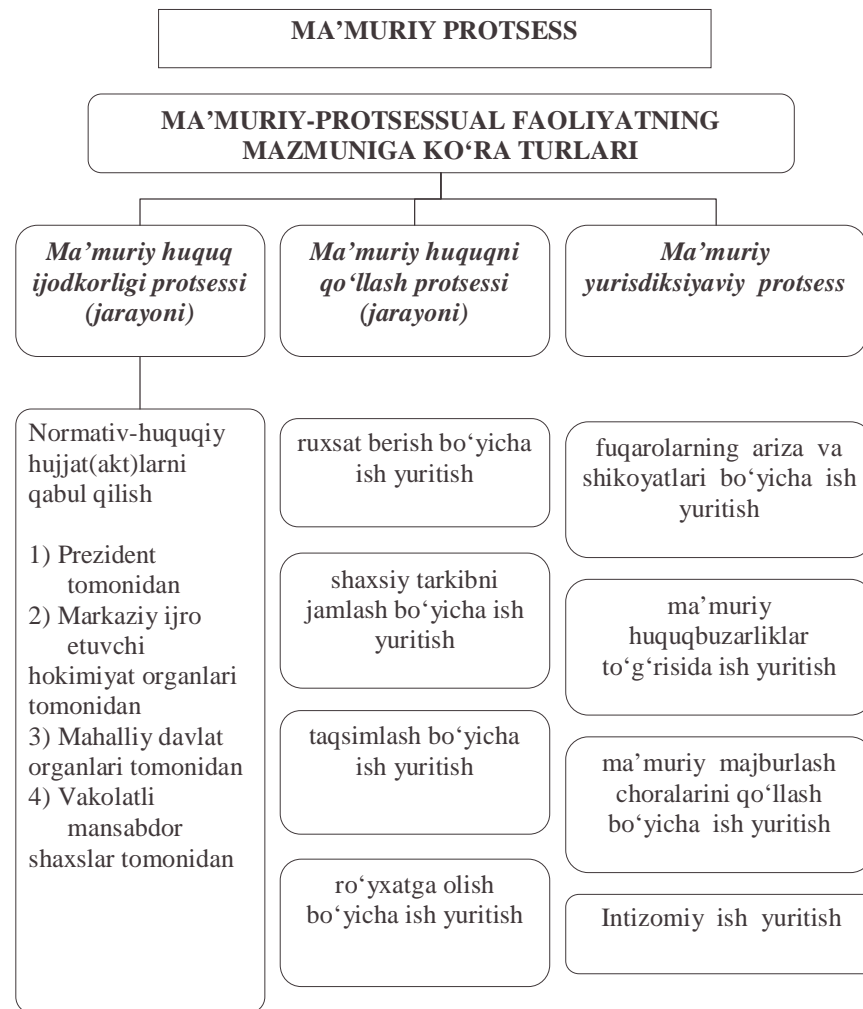 MA’MURIY PROTSESS
MA’MURIY-PROTSESSUAL FAOLIYATNING
MAZMUNIGA KO‘RA TURLARI
Ma’muriy huquq
ijodkorligi protsessi
(jarayoni)
Ma’muriy huquqni
qo‘llash protsessi
(jarayoni)
Ma’muriy
yurisdiksiyaviy protsess
Normativ-huquqiy
hujjat(akt)larni
qabul qilish
1) Prezident
tomonidan
2) Markaziy ijro
etuvchi
hokimiyat organlari
tomonidan
3) Mahalliy davlat
organlari tomonidan
4) Vakolatli
mansabdor
shaxslar tomonidan
ruxsat berish bo‘yicha
ish yuritish
shaxsiy tarkibni
jamlash bo‘yicha ish
yuritish
taqsimlash bo‘yicha
ish yuritish
ro‘yxatga olish
bo‘yicha ish yuritish
fuqarolarning ariza va
shikoyatlari bo‘yicha ish
yuritish
ma’muriy
huquqbuzarliklar
to‘g‘risida ish yuritish
ma’muriy majburlash
choralarini qo‘llash
bo‘yicha ish yuritish
Intizomiy ish yuritish